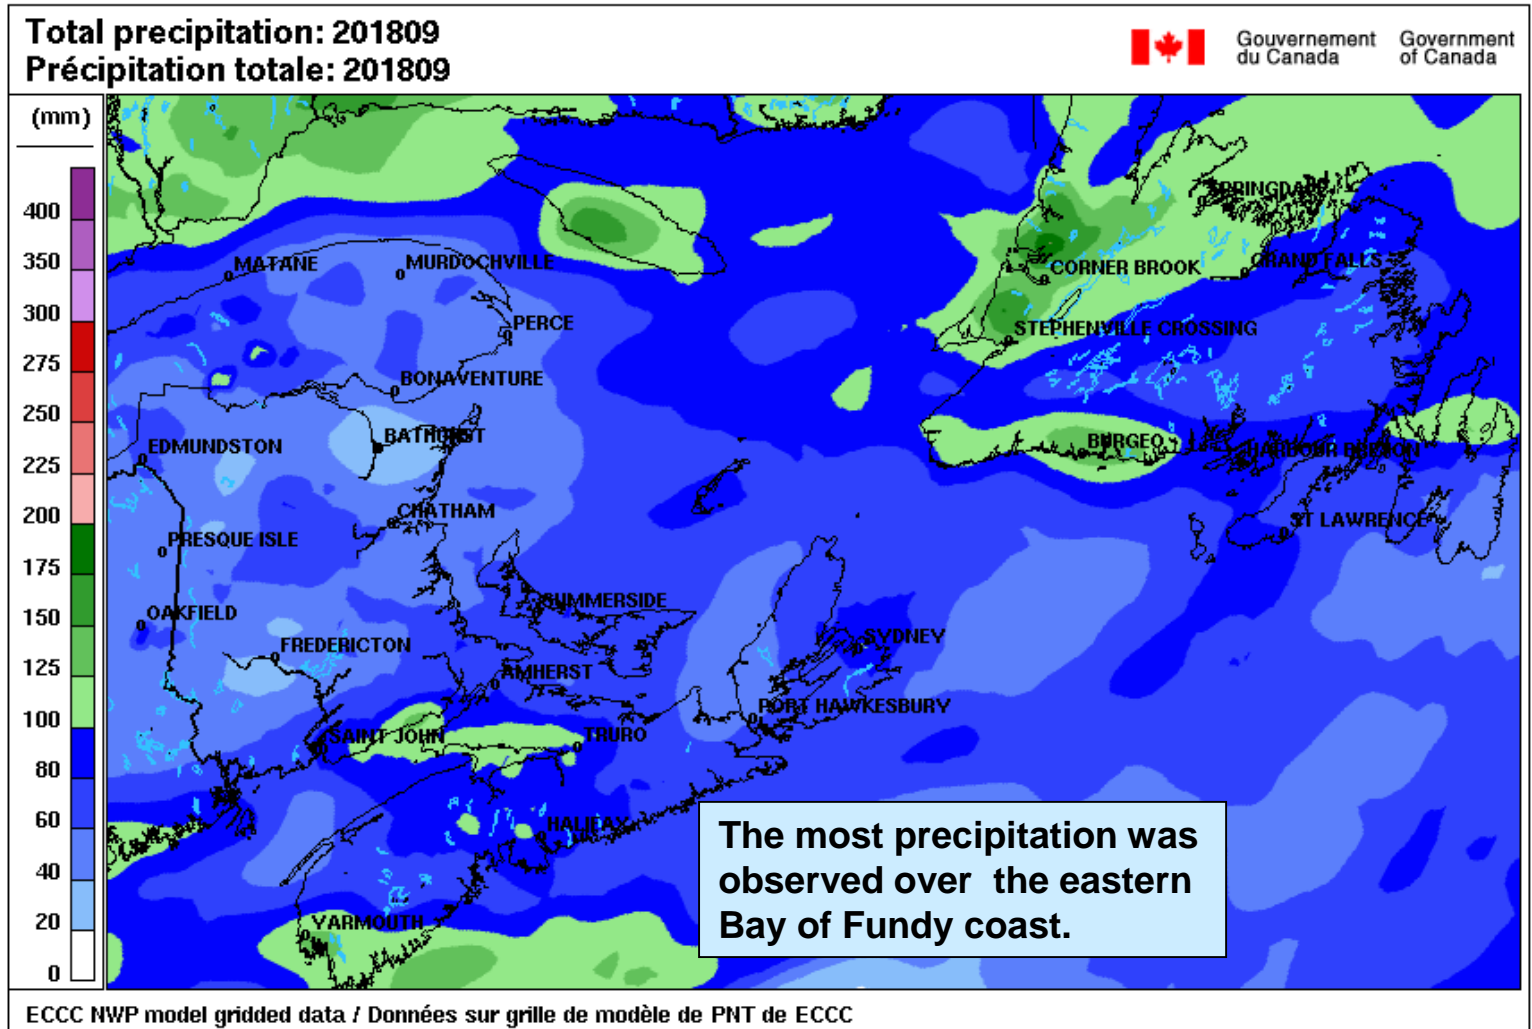 Total precipitation: 201809
Précipitation totale: 201809
Gouvernement du Canada
Government of Canada
(mm)
400
350
300
275
250
225
200
175
150
125
100
80
60
40
20
0
SPRINGDALE
MATANE
MURDOCHVILLE
CORNER BROOK
GRAND FALLS
PERCE
STEPHENVILLE CROSSING
BONAVENTURE
EDMUNDSTON
BATHURST
BURGEO
HARBOUR BRETON
CHATHAM
ST LAWRENCE
PRESQUE ISLE
OAKFIELD
SUMMERSIDE
FREDERICTON
SYDNEY
AMHERST
PORT HAWKESBURY
SAINT JOHN
TRURO
HALIFAX
YARMOUTH
The most precipitation was
observed over  the eastern
Bay of Fundy coast.
ECCC NWP model gridded data / Données sur grille de modèle de PNT de ECCC